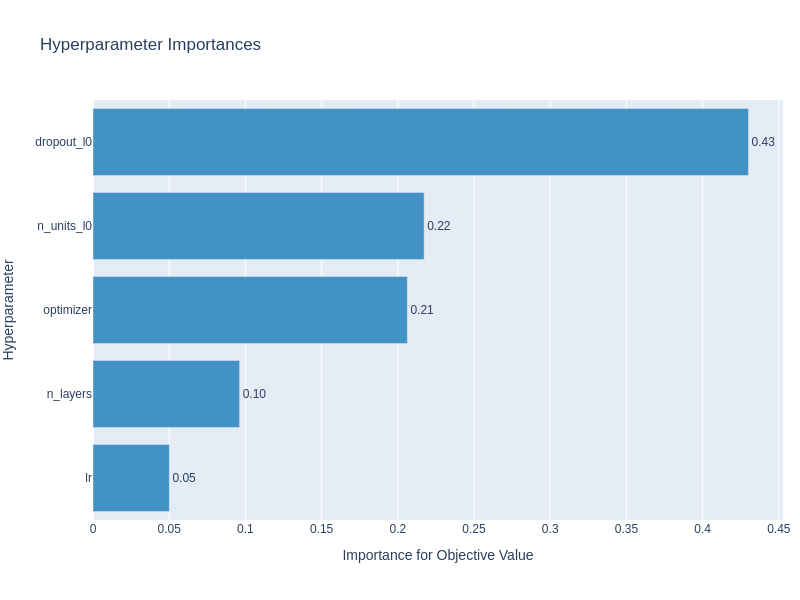 Hyperparameter Importances
Hyperparameter
dropout_l0
0.43
n_units_l0
0.22
optimizer
0.21
n_layers
0.10
lr
0.05
0
0.05
0.1
0.15
0.2
0.25
0.3
0.35
0.4
0.45
Importance for Objective Value